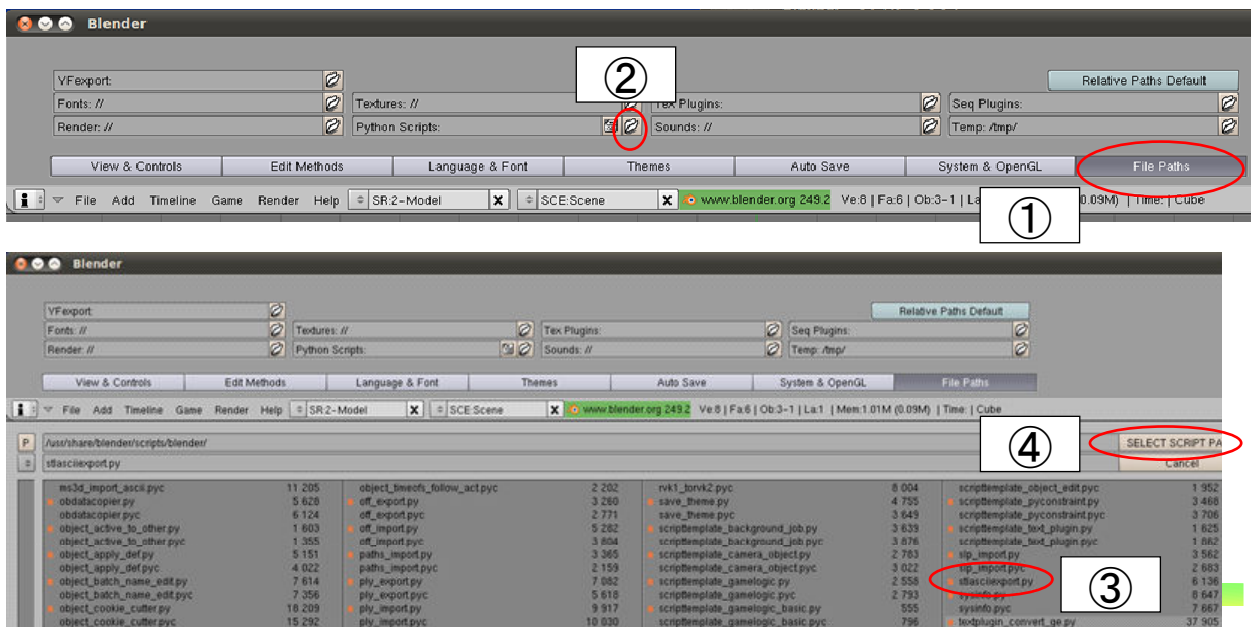 Blender
YFexport:
Relative Paths Default
Fonts: //
Textures: //
Tex Plugins:
Seq Plugins:
Render: //
Python Scripts:
Sounds: //
Temp: /tmp/
②
View & Controls
Edit Methods
Language & Font
Themes
Auto Save
System & OpenGL
File Paths
File Add Timeline Game Render Help SR:2-Model X SCE:Scene X www.blender.org 249.2 Ve:8 | Fa:6 | Ob:3-1 | La 0.09M) | Time: | Cube
①
Blender
YFexport:
Relative Paths Default
Fonts: //
Textures: //
Tex Plugins:
Seq Plugins:
Render: //
Python Scripts:
Sounds: //
Temp: /tmp/
View & Controls
Edit Methods
Language & Font
Themes
Auto Save
System & OpenGL
File Paths
File Add Timeline Game Render Help SR:2-Model X SCE:Scene X www.blender.org 249.2 Ve:8 | Fa:6 | Ob:3-1 | La:1 | Mem:1.01M (0.09M) | Time: | Cube
④
P /usr/share/blender/scripts/blender/ SELECT SCRIPT PA
stlasciiexport.py Cancel
ms3d_import_ascii.pyc 11 205 object_timeofs_follow_act.pyc 2 202 rvk1_torvk2.pyc 8 004 scripttemplate_object_edit.pyc 1 952
obdatacopier.py 5 628 off_export.py 3 260 save_theme.py 4 755 scripttemplate_pyconstraint.py 3 468
obdatacopier.pyc 6 124 off_export.pyc 2 771 save_theme.pyc 3 649 scripttemplate_pyconstraint.pyc 3 706
object_active_to_other.py 1 603 off_import.py 5 282 scripttemplate_background_job.py 3 639 scripttemplate_text_plugin.py 1 625
object_active_to_other.pyc 1 355 off_import.pyc 3 804 scripttemplate_background_job.pyc 3 876 scripttemplate_text_plugin.pyc 1 882
object_apply_def.py 5 151 paths_import.py 3 365 scripttemplate_camera_object.py 2 783 slp_import.py 3 562
object_apply_def.pyc 4 022 paths_import.pyc 2 159 scripttemplate_camera_object.pyc 3 022 slp_import.pyc 2 683
object_batch_name_edit.py 7 614 ply_export.py 7 082 scripttemplate_gamelogic.py 2 558 stlasciiexport.py 6 136
object_batch_name_edit.pyc 7 356 ply_export.pyc 5 618 scripttemplate_gamelogic.pyc 2 793 sysinfo.py 8 647
object_cookie_cutter.py 18 209 ply_import.py 9 917 scripttemplate_gamelogic_basic.py 555 sysinfo.pyc 7 667
object_cookie_cutter.pyc 15 292 ply_import.pyc 10 030 scripttemplate_gamelogic_basic.pyc 796 textplugin_convert_ge.py 37 905
③